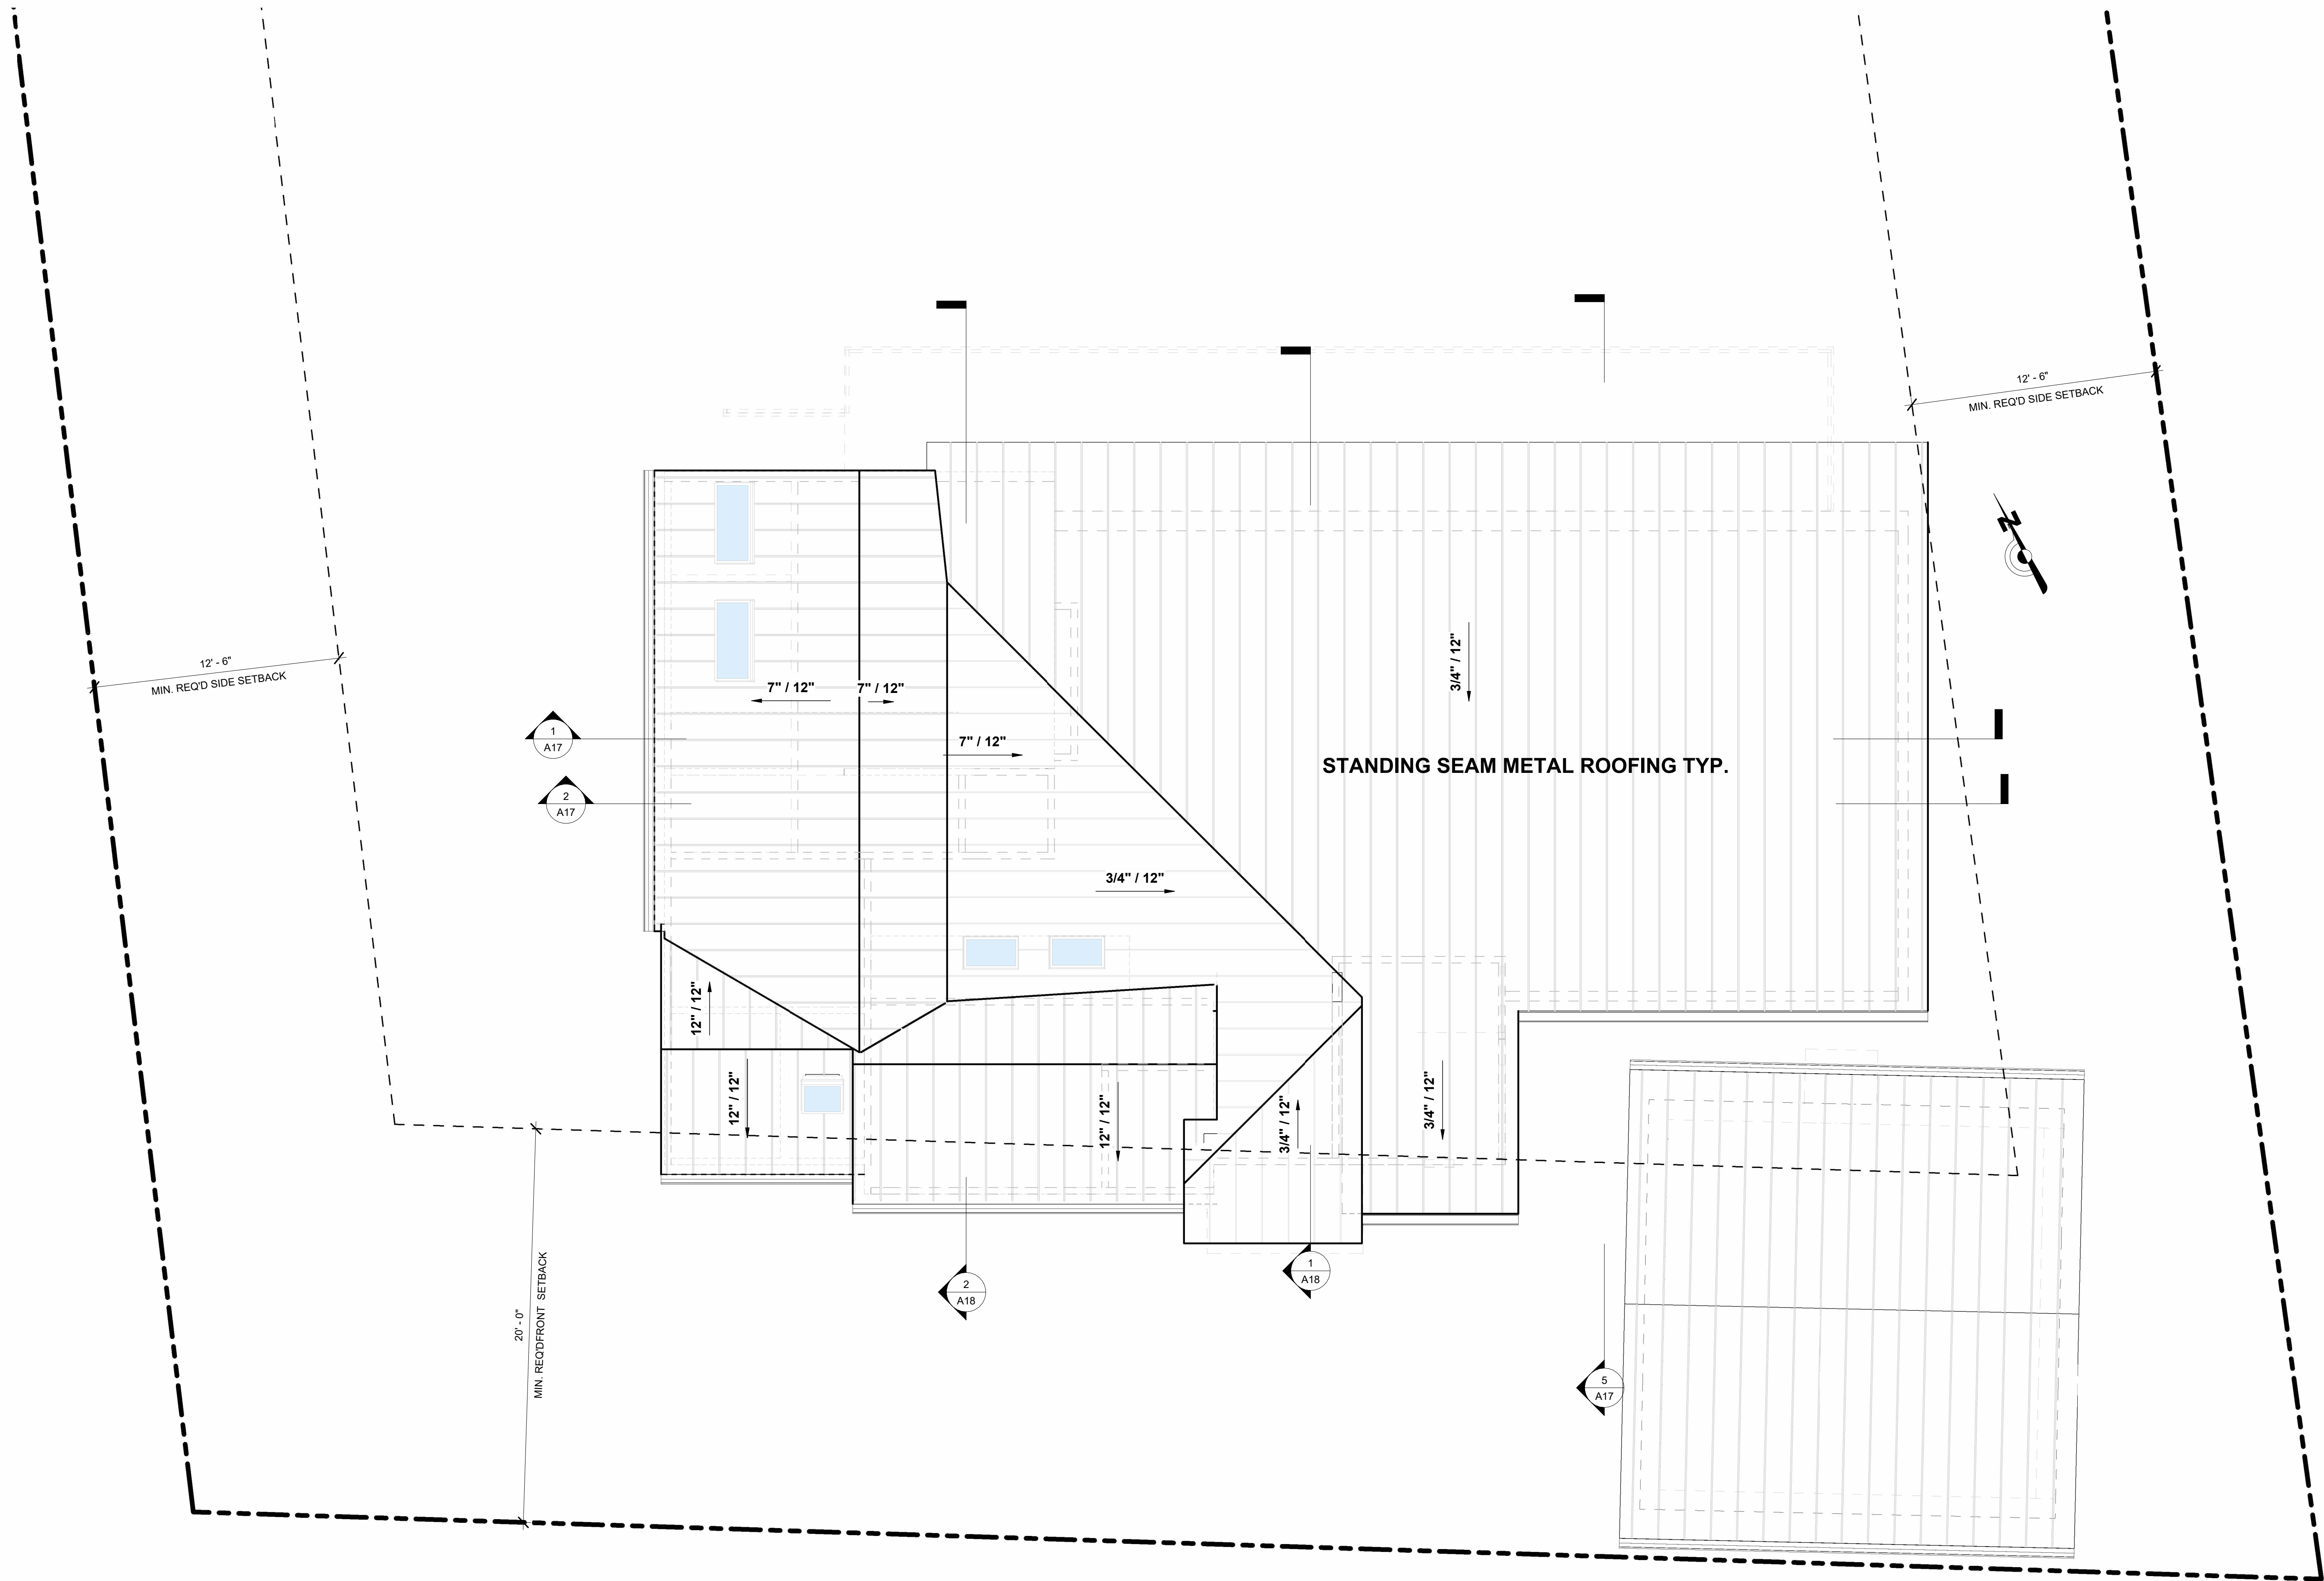 12' - 6"
MIN. REQ'D SIDE SETBACK
N
3/4" / 12"
12' - 6"
MIN. REQ'D SIDE SETBACK
7" / 12"
7" / 12"
1
A17
7" / 12"
STANDING SEAM METAL ROOFING TYP.
2
A17
3/4" / 12"
12" / 12"
12" / 12"
12" / 12"
3/4" / 12"
3/4" / 12"
20' - 0"
MIN. REQ'DFRONT SETBACK
1
A18
2
A18
5
A17